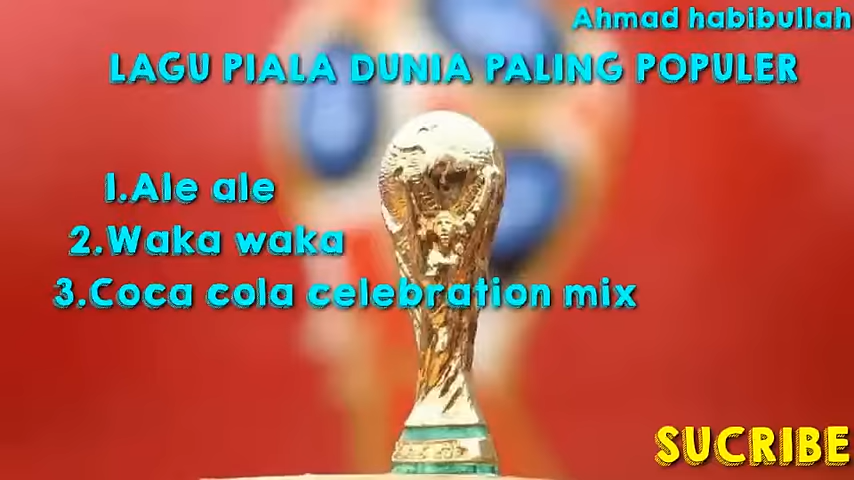 Ahmad habibullah
LAGU PIALA DUNIA PALING POPULER
1.Ale ale
2.Waka waka
3.Coca cola celebration mix
SUCRIBE